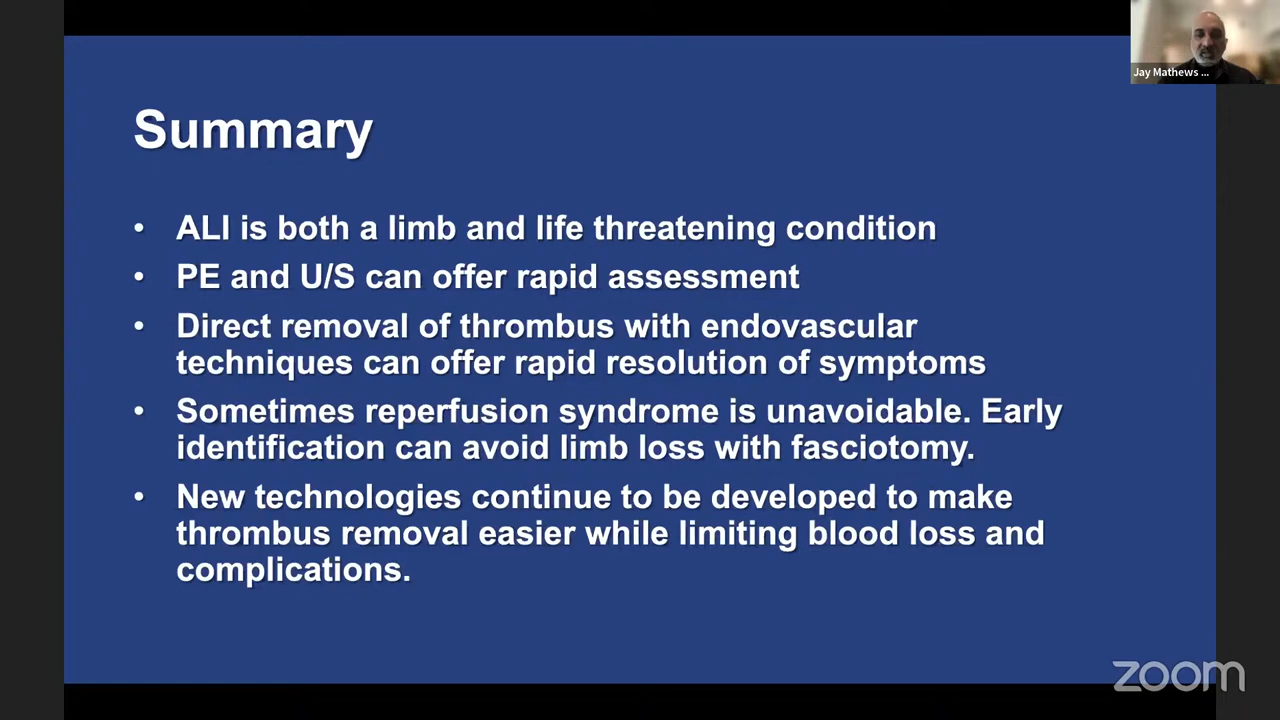 Jay Mathews ...
Summary
• ALI is both a limb and life threatening condition
• PE and U/S can offer rapid assessment
• Direct removal of thrombus with endovascular
techniques can offer rapid resolution of symptoms
• Sometimes reperfusion syndrome is unavoidable. Early
identification can avoid limb loss with fasciotomy.
• New technologies continue to be developed to make
thrombus removal easier while limiting blood loss and
complications.
zoom